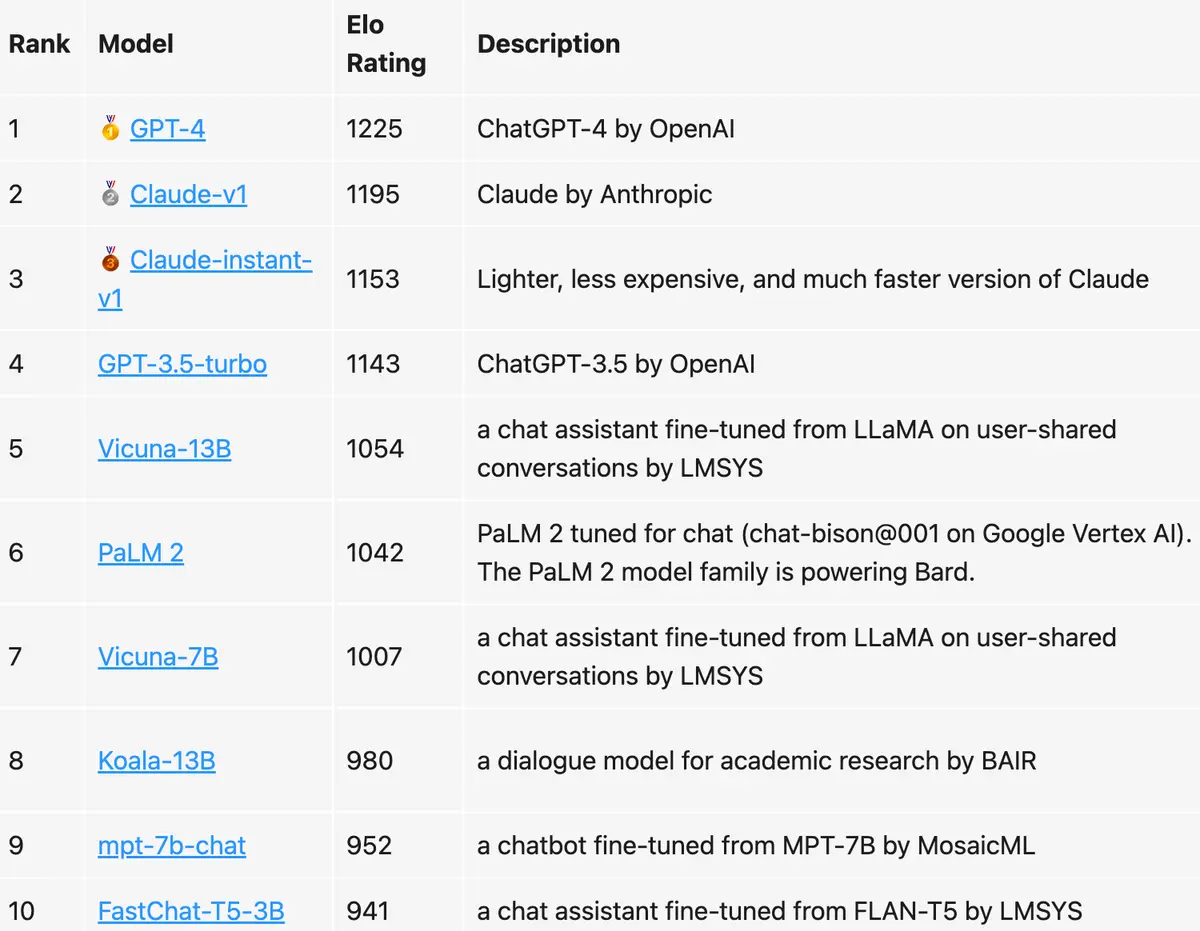 Rank Model Elo Rating Description
1 🥇 GPT-4 1225 ChatGPT-4 by OpenAI
2 🥈 Claude-v1 1195 Claude by Anthropic
3 🥉 Claude-instant-v1 1153 Lighter, less expensive, and much faster version of Claude
4 GPT-3.5-turbo 1143 ChatGPT-3.5 by OpenAI
5 Vicuna-13B 1054 a chat assistant fine-tuned from LLaMA on user-shared
conversations by LMSYS
6 PaLM 2 1042 PaLM 2 tuned for chat (chat-bison@001 on Google Vertex AI).
The PaLM 2 model family is powering Bard.
7 Vicuna-7B 1007 a chat assistant fine-tuned from LLaMA on user-shared
conversations by LMSYS
8 Koala-13B 980 a dialogue model for academic research by BAIR
9 mpt-7b-chat 952 a chatbot fine-tuned from MPT-7B by MosaicML
10 FastChat-T5-3B 941 a chat assistant fine-tuned from FLAN-T5 by LMSYS